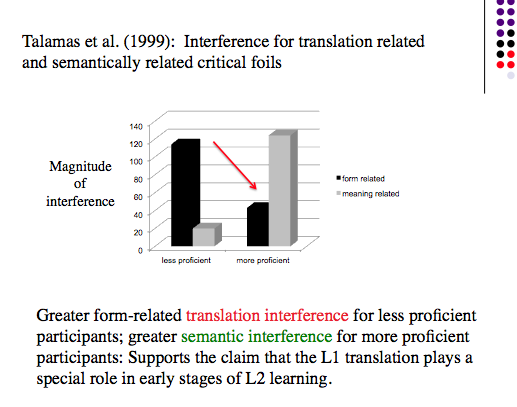 Talamas et al. (1999):  Interference for translation related
and semantically related critical foils
Magnitude
of
interference
140
120
100
80
60
40
20
0
less proficient
more proficient
form related
meaning related
Greater form-related translation interference for less proficient
participants; greater semantic interference for more proficient
participants: Supports the claim that the L1 translation plays a
special role in early stages of L2 learning.